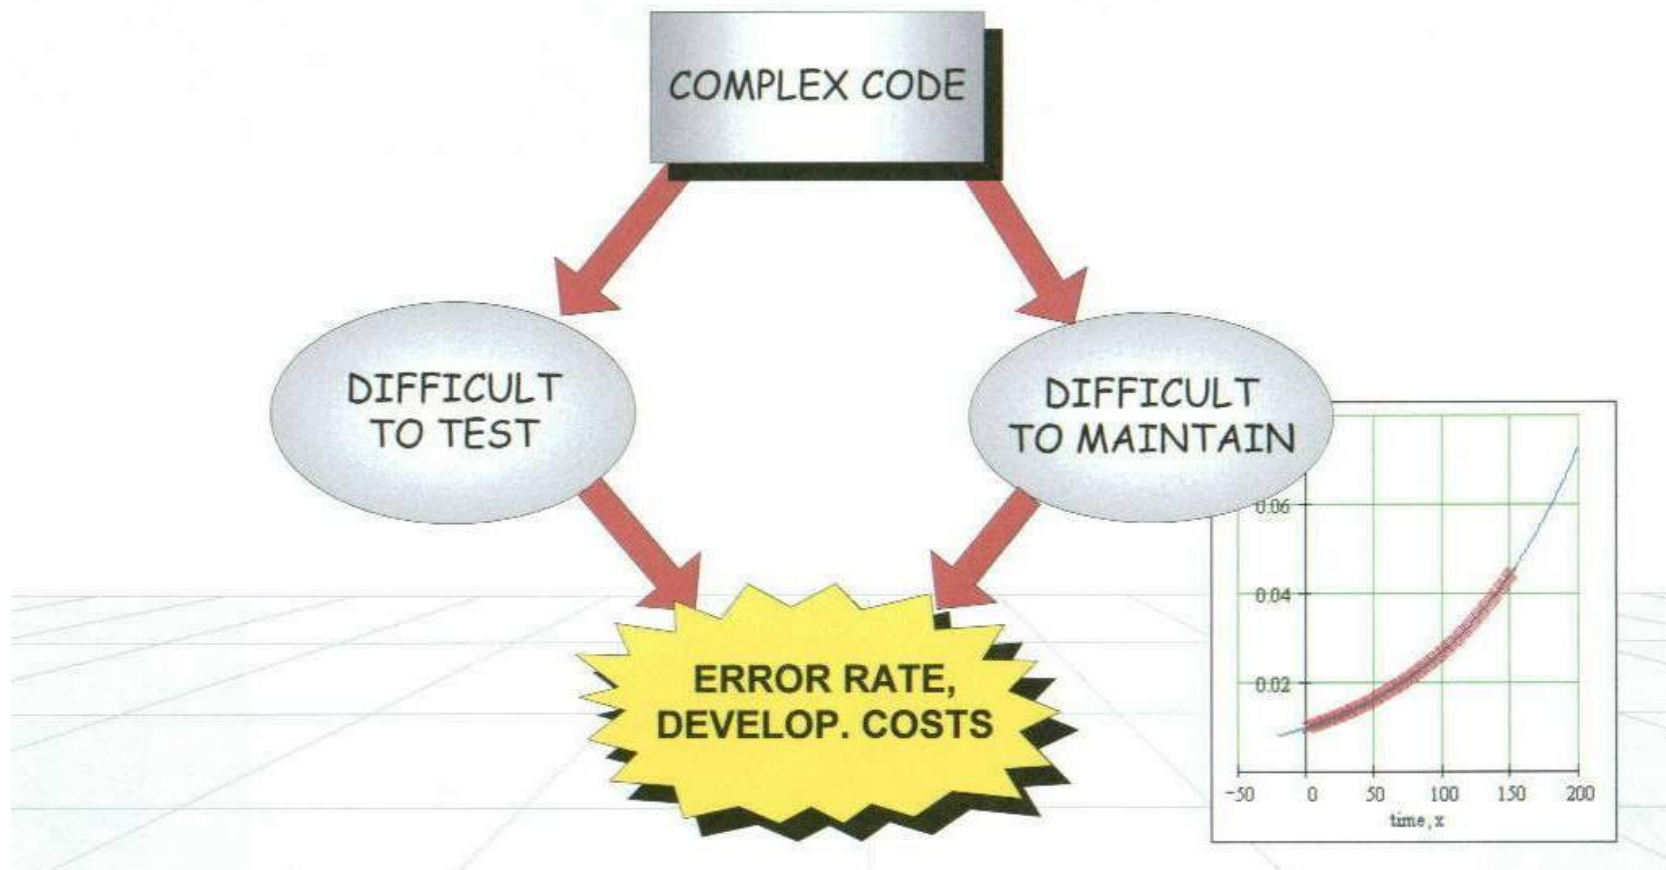 COMPLEX CODE
DIFFICULT
TO TEST
DIFFICULT
TO MAINTAIN
ERROR RATE,
DEVELOP. COSTS
0.06
0.04
0.02
-50 0 50 100 150 200
time, x